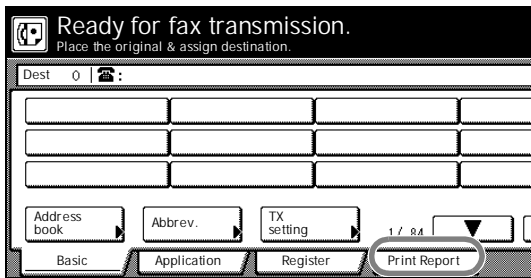 Ready for fax transmission.
Place the original & assign destination.
Dest 0 :
Address book
Abbrev.
TX setting
1 / 84
Basic
Application
Register
Print Report